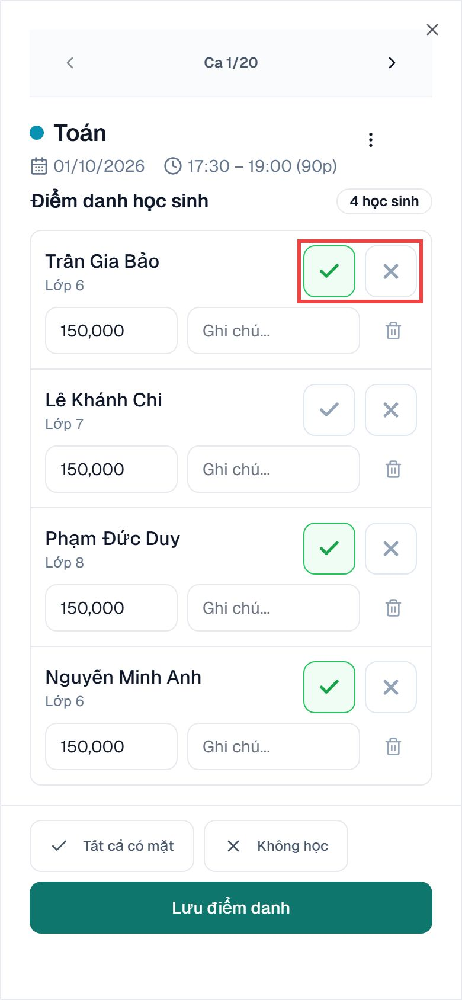 Ca 1/20
Toán
01/10/2026 17:30 – 19:00 (90p)
Điểm danh học sinh 4 học sinh
Trần Gia Bảo
Lớp 6
150,000 Ghi chú...
Lê Khánh Chi
Lớp 7
150,000 Ghi chú...
Phạm Đức Duy
Lớp 8
150,000 Ghi chú...
Nguyễn Minh Anh
Lớp 6
150,000 Ghi chú...
Tất cả có mặt Không học
Lưu điểm danh